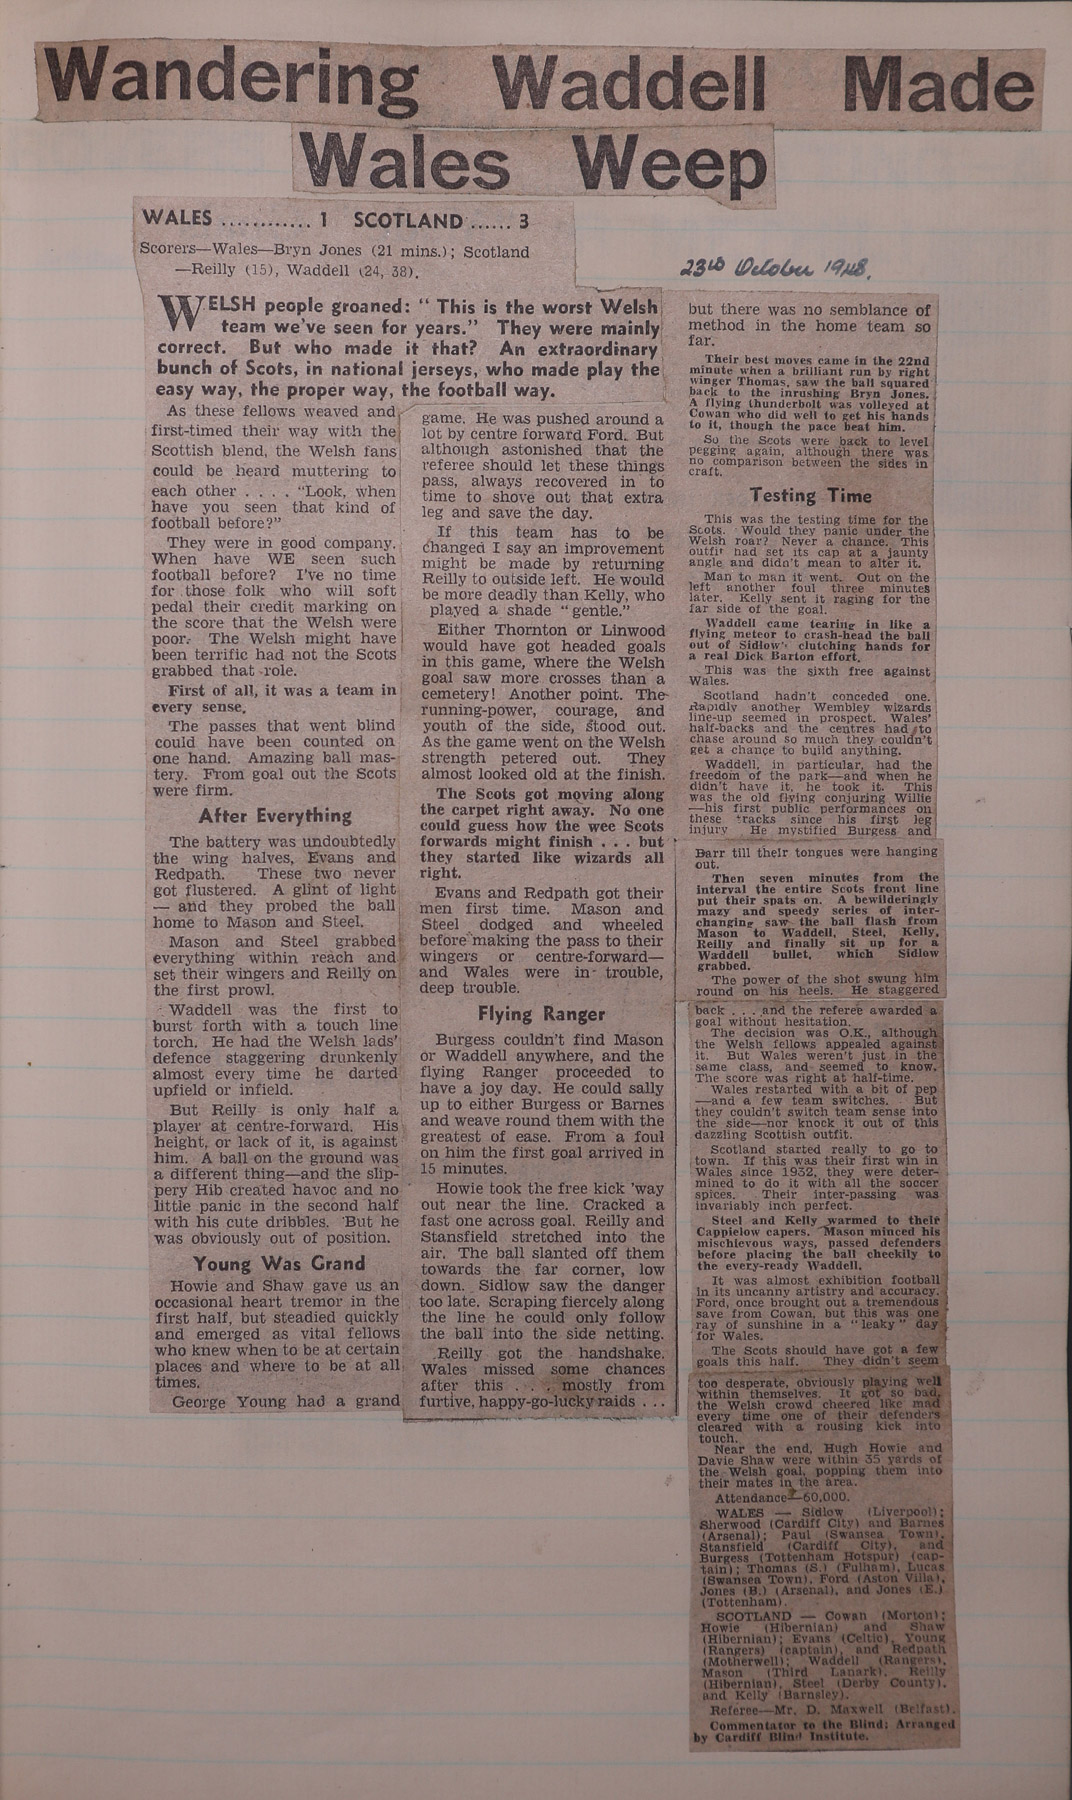 Wandering Waddell Made
Wales Weep
WALES ............ 1 SCOTLAND ...... 3
Scorers—Wales—Bryn Jones (21 mins.); Scotland
—Reilly (15), Waddell (24, 38).
23rd October 1948.
WELSH people groaned: " This is the worst Welsh
team we've seen for years." They were mainly
correct. But who made it that? An extraordinary
bunch of Scots, in national jerseys, who made play the
easy way, the proper way, the football way.
As these fellows weaved and
first-timed their way with the
Scottish blend, the Welsh fans
could be heard muttering to
each other . . . . "Look, when
have you seen that kind of
football before?"
They were in good company.
When have WE seen such
football before? I've no time
for those folk who will soft
pedal their credit marking on
the score that the Welsh were
poor. The Welsh might have
been terrific had not the Scots
grabbed that role.
First of all, it was a team in
every sense.
The passes that went blind
could have been counted on
one hand. Amazing ball mas-
tery. From goal out the Scots
were firm.
After Everything
The battery was undoubtedly
the wing halves, Evans and
Redpath. These two never
got flustered. A glint of light
— and they probed the ball
home to Mason and Steel.
Mason and Steel grabbed
everything within reach and
set their wingers and Reilly on
the first prowl.
Waddell was the first to
burst forth with a touch line
torch. He had the Welsh lads'
defence staggering drunkenly
almost every time he darted
upfield or infield.
But Reilly is only half a
player at centre-forward. His
height, or lack of it, is against
him. A ball on the ground was
a different thing—and the slip-
pery Hib created havoc and no
little panic in the second half
with his cute dribbles. But he
was obviously out of position.
Young Was Grand
Howie and Shaw gave us an
occasional heart tremor in the
first half, but steadied quickly
and emerged as vital fellows
who knew when to be at certain
places and where to be at all
times.
George Young had a grand
game. He was pushed around a
lot by centre forward Ford. But
although astonished that the
referee should let these things
pass, always recovered in to
time to shove out that extra
leg and save the day.
If this team has to be
changed I say an improvement
might be made by returning
Reilly to outside left. He would
be more deadly than Kelly, who
played a shade "gentle."
Either Thornton or Linwood
would have got headed goals
in this game, where the Welsh
goal saw more crosses than a
cemetery! Another point. The
running-power, courage, and
youth of the side, stood out.
As the game went on the Welsh
strength petered out. They
almost looked old at the finish.
The Scots got moving along
the carpet right away. No one
could guess how the wee Scots
forwards might finish . . . but
they started like wizards all
right.
Evans and Redpath got their
men first time. Mason and
Steel dodged and wheeled
before making the pass to their
wingers or centre-forward—
and Wales were in trouble,
deep trouble.
Flying Ranger
Burgess couldn't find Mason
or Waddell anywhere, and the
flying Ranger proceeded to
have a joy day. He could sally
up to either Burgess or Barnes
and weave round them with the
greatest of ease. From a foul
on him the first goal arrived in
15 minutes.
Howie took the free kick 'way
out near the line. Cracked a
fast one across goal. Reilly and
Stansfield stretched into the
air. The ball slanted off them
towards the far corner, low
down. Sidlow saw the danger
too late. Scraping fiercely along
the line he could only follow
the ball into the side netting.
Reilly got the handshake.
Wales missed some chances
after this . . . mostly from
furtive, happy-go-lucky raids . . .
but there was no semblance of
method in the home team so
far.
Their best moves came in the 22nd
minute when a brilliant run by right
winger Thomas, saw the ball squared
back to the inrushing Bryn Jones.
A flying thunderbolt was volleyed at
Cowan who did well to get his hands
to it, though the pace beat him.
So the Scots were back to level
pegging again, although there was
no comparison between the sides in
craft.
Testing Time
This was the testing time for the
Scots. Would they panic under the
Welsh roar? Never a chance. This
outfit had set its cap at a jaunty
angle and didn't mean to alter it.
Man to man it went. Out on the
left another foul three minutes
later. Kelly sent it raging for the
far side of the goal.
Waddell came tearing in like a
flying meteor to crash-head the ball
out of Sidlow's clutching hands for
a real Dick Barton effort.
This was the sixth free against
Wales.
Scotland hadn't conceded one.
Rapidly another Wembley wizards
line-up seemed in prospect. Wales'
half-backs and the centres had to
chase around so much they couldn't
get a chance to build anything.
Waddell, in particular, had the
freedom of the park—and when he
didn't have it, he took it. This
was the old flying conjuring Willie
—his first public performances on
these tracks since his first leg
injury. He mystified Burgess and
Barr till their tongues were hanging
out.
Then seven minutes from the
interval the entire Scots front line
put their spats on. A bewilderingly
mazy and speedy series of inter-
changing saw the ball flash from
Mason to Waddell, Steel, Kelly,
Reilly and finally sit up for a
Waddell bullet, which Sidlow
grabbed.
The power of the shot swung him
round on his heels. He staggered
back . . . and the referee awarded a
goal without hesitation.
The decision was O.K., although
the Welsh fellows appealed against
it. But Wales weren't just in the
same class, and seemed to know.
The score was right at half-time.
Wales restarted with a bit of pep
—and a few team switches. But
they couldn't switch team sense into
the side—nor knock it out of this
dazzling Scottish outfit.
Scotland started really to go to
town. If this was their first win in
Wales since 1932, they were deter-
mined to do it with all the soccer
spices. Their inter-passing was
invariably inch perfect.
Steel and Kelly warmed to their
Cappielow capers. Mason minced his
mischievous ways, passed defenders
before placing the ball cheekily to
the every-ready Waddell.
It was almost exhibition football
in its uncanny artistry and accuracy.
Ford, once brought out a tremendous
save from Cowan, but this was one
ray of sunshine in a "leaky" day
for Wales.
The Scots should have got a few
goals this half. They didn't seem
too desperate, obviously playing well
within themselves. It got so bad,
the Welsh crowd cheered like mad
every time one of their defenders
cleared with a rousing kick into
touch.
Near the end, Hugh Howie and
Davie Shaw were within 35 yards of
the Welsh goal, popping them into
their mates in the area.
Attendance—60,000.
WALES — Sidlow (Liverpool);
Sherwood (Cardiff City) and Barnes
(Arsenal); Paul (Swansea Town),
Stansfield (Cardiff City), and
Burgess (Tottenham Hotspur) (cap-
tain); Thomas (S.) (Fulham), Lucas
(Swansea Town), Ford (Aston Villa),
Jones (B.) (Arsenal), and Jones (E.)
(Tottenham).
SCOTLAND — Cowan (Morton);
Howie (Hibernian) and Shaw
(Hibernian); Evans (Celtic), Young
(Rangers) (captain), and Redpath
(Motherwell); Waddell (Rangers),
Mason (Third Lanark), Reilly
(Hibernian), Steel (Derby County),
and Kelly (Barnsley).
Referee—Mr. D. Maxwell (Belfast).
Commentator to the Blind: Arranged
by Cardiff Blind Institute.